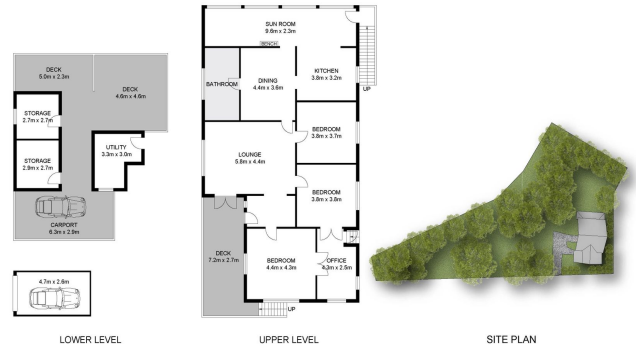 DECK
5.0m x 2.3m
DECK
4.6m x 4.6m
STORAGE
2.7m x 2.7m
STORAGE
2.9m x 2.7m
UTILITY
3.3m x 3.0m
CARPORT
6.3m x 2.9m
4.7m x 2.6m
LOWER LEVEL
SUN ROOM
9.6m x 2.3m
BENCH
BATHROOM
DINING
4.4m x 3.6m
KITCHEN
3.8m x 3.2m
UP
BEDROOM
3.8m x 3.7m
LOUNGE
5.8m x 4.4m
BEDROOM
3.8m x 3.8m
DECK
7.2m x 2.7m
BEDROOM
4.4m x 4.3m
OFFICE
4.3m x 2.5m
UP
UPPER LEVEL
SITE PLAN